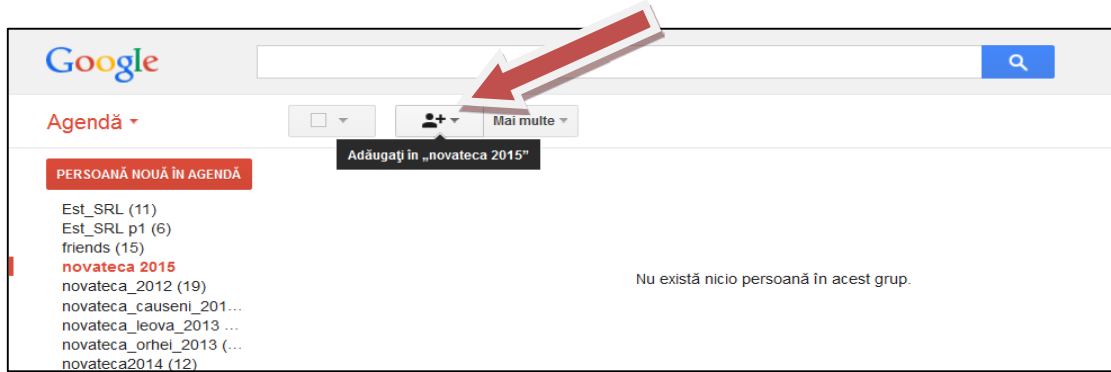 Google
Agendă
Mai multe
Adăugați în „novateca 2015”
PERSOANĂ NOUĂ ÎN AGENDĂ
Est_SRL (11)
Est_SRL p1 (6)
friends (15)
novateca 2015
Nu există nicio persoană în acest grup.
novateca_2012 (19)
novateca_causeni_201…
novateca_leova_2013 …
novateca_orhei_2013 (…
novateca2014 (12)